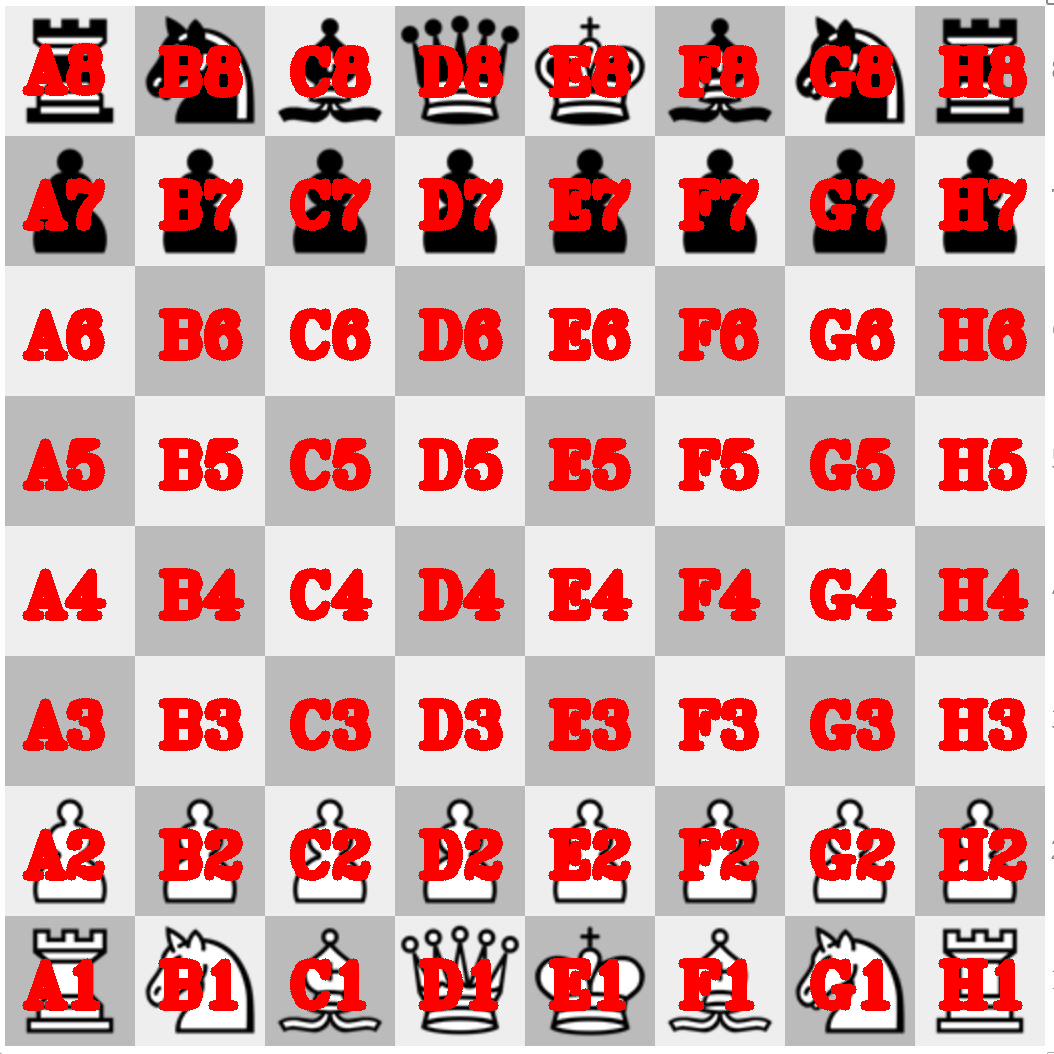 A8 B8 C8 D8 E8 F8 G8 H8
A7 B7 C7 D7 E7 F7 G7 H7
A6 B6 C6 D6 E6 F6 G6 H6
A5 B5 C5 D5 E5 F5 G5 H5
A4 B4 C4 D4 E4 F4 G4 H4
A3 B3 C3 D3 E3 F3 G3 H3
A2 B2 C2 D2 E2 F2 G2 H2
A1 B1 C1 D1 E1 F1 G1 H1